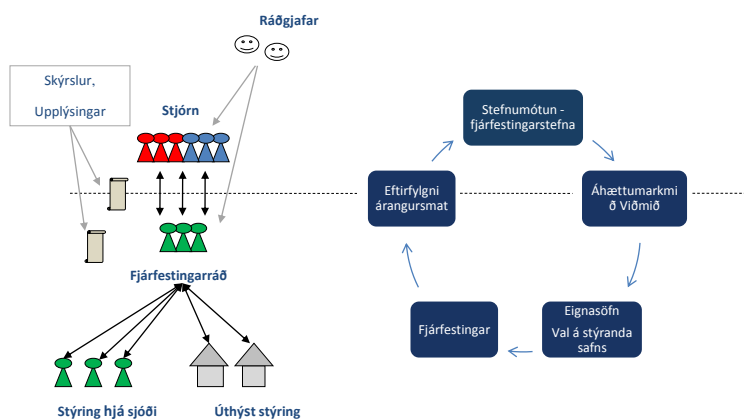 Ráðgjafar
Skýrslur,
Upplýsingar
Stjórn
Fjárfestingarráð
Stýring hjá sjóði
Úthýst stýring
Stefnumótun -
fjárfestingarstefna
Áhættumarkmi
ð Viðmið
Eignasöfn
Val á stýranda
safns
Fjárfestingar
Eftirfylgni
árangursmat